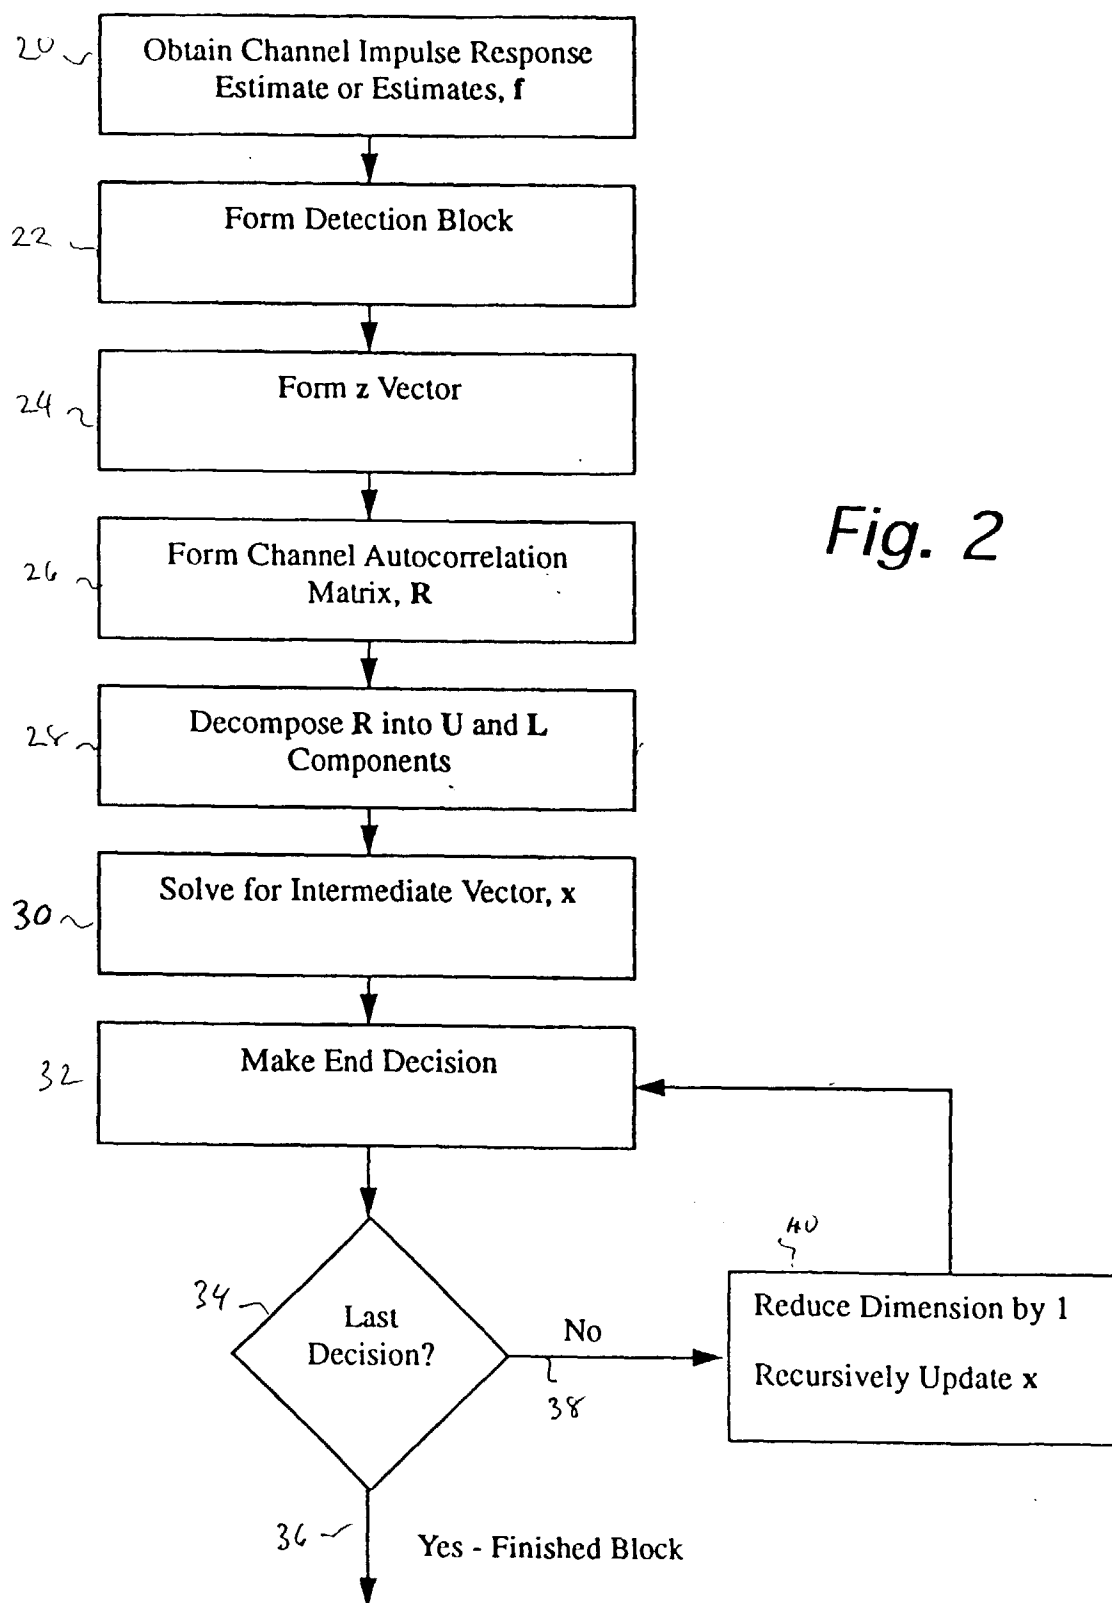 20
Obtain Channel Impulse Response
Estimate or Estimates, f
22
Form Detection Block
24
Form z Vector
26
Form Channel Autocorrelation
Matrix, R
Fig. 2
28
Decompose R into U and L
Components
30
Solve for Intermediate Vector, x
32
Make End Decision
34
Last
Decision?
No
38
40
Reduce Dimension by 1
Recursively Update x
36
Yes - Finished Block